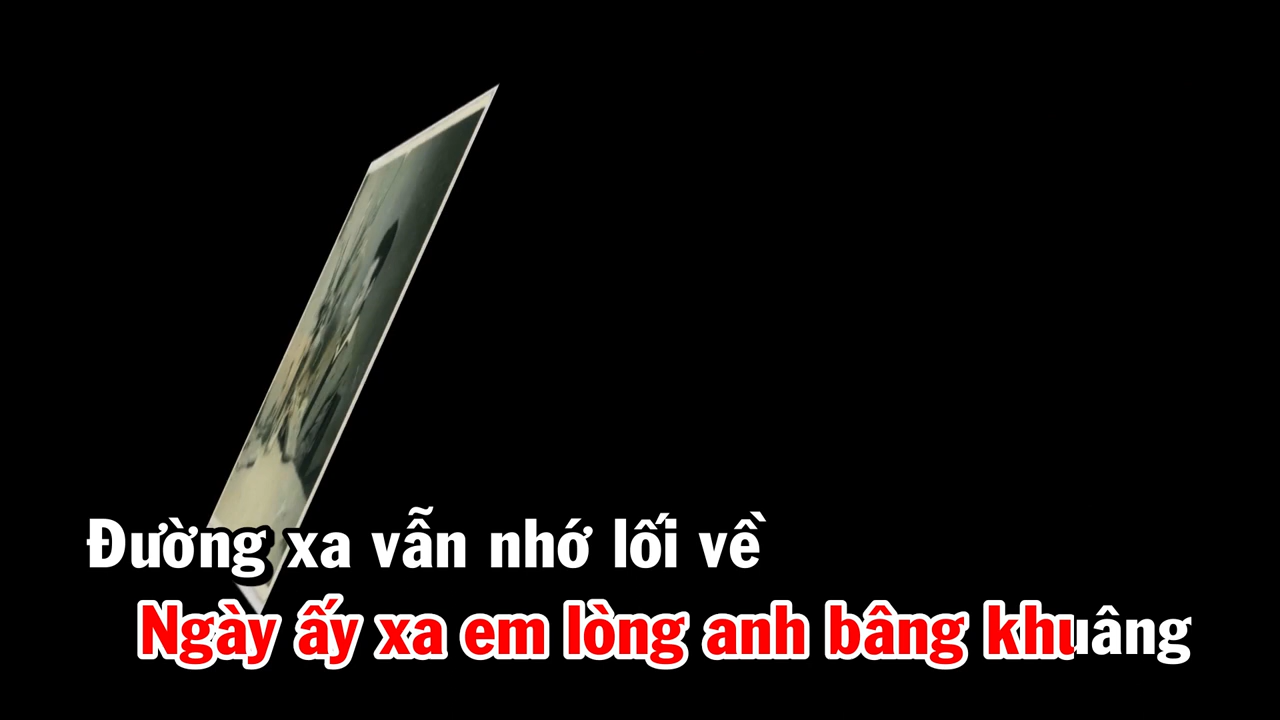 Đường xa vẫn nhớ lối về
Ngày ấy xa em lòng anh bâng khuâng